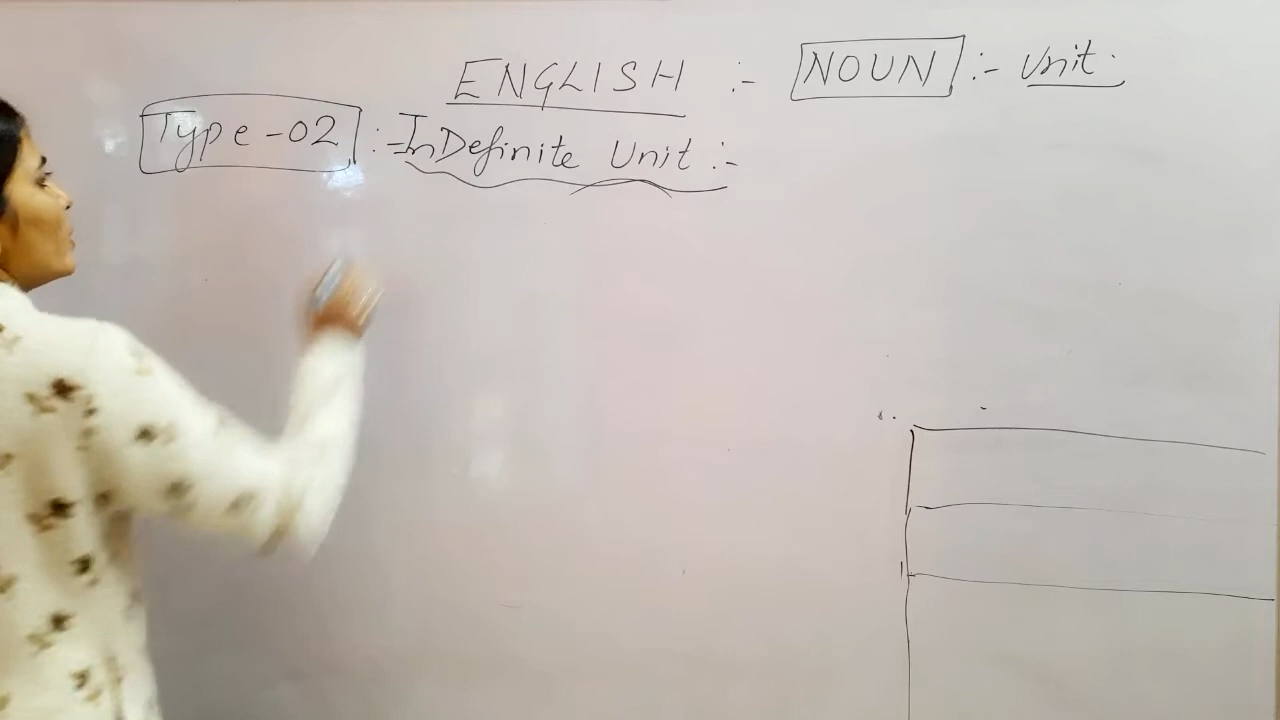 ENGLISH :- NOUN :- Unit.
Type-02 :- InDefinite Unit :-